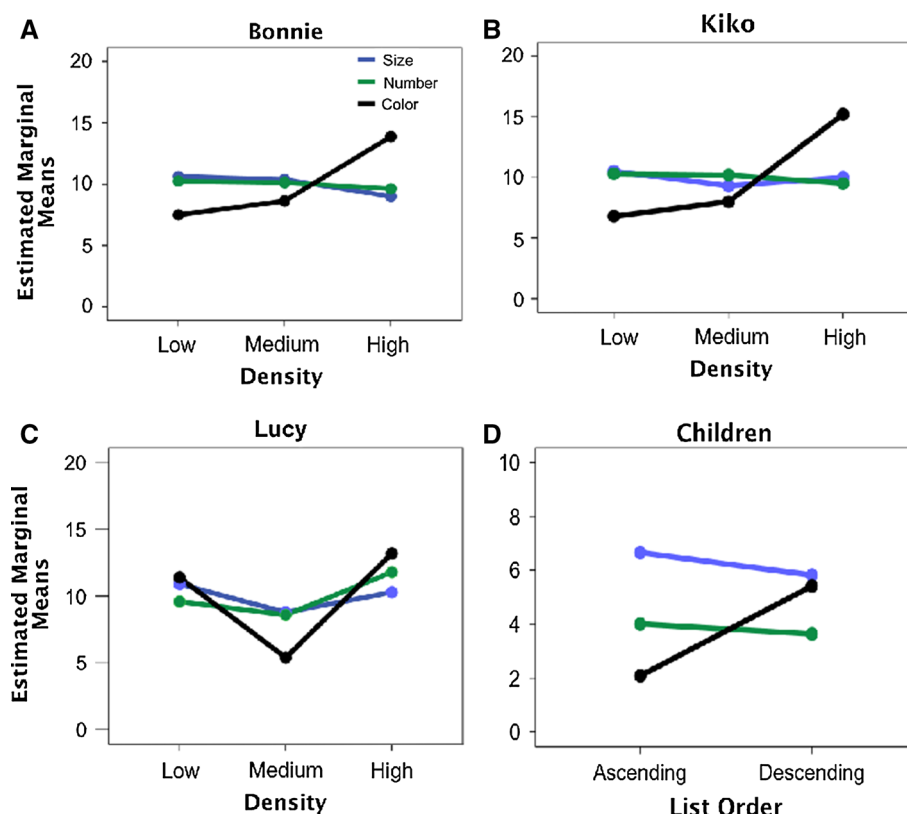 A
Bonnie
Size
Number
Color
20
15
10
5
0
Estimated Marginal
Means
Low Medium High
Density
B
Kiko
20
15
10
5
0
Low Medium High
Density
C
Lucy
20
15
10
5
0
Estimated Marginal
Means
Low Medium High
Density
D
Children
10
8
6
4
2
0
Ascending Descending
List Order